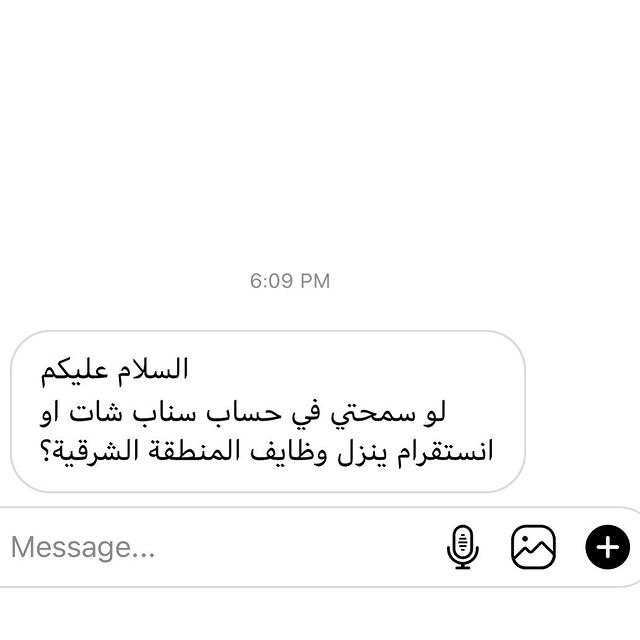 6:09 PM
السلام عليكم
لو سمحتي في حساب سناب شات او
انستقرام ينزل وظايف المنطقة الشرقية؟
Message...